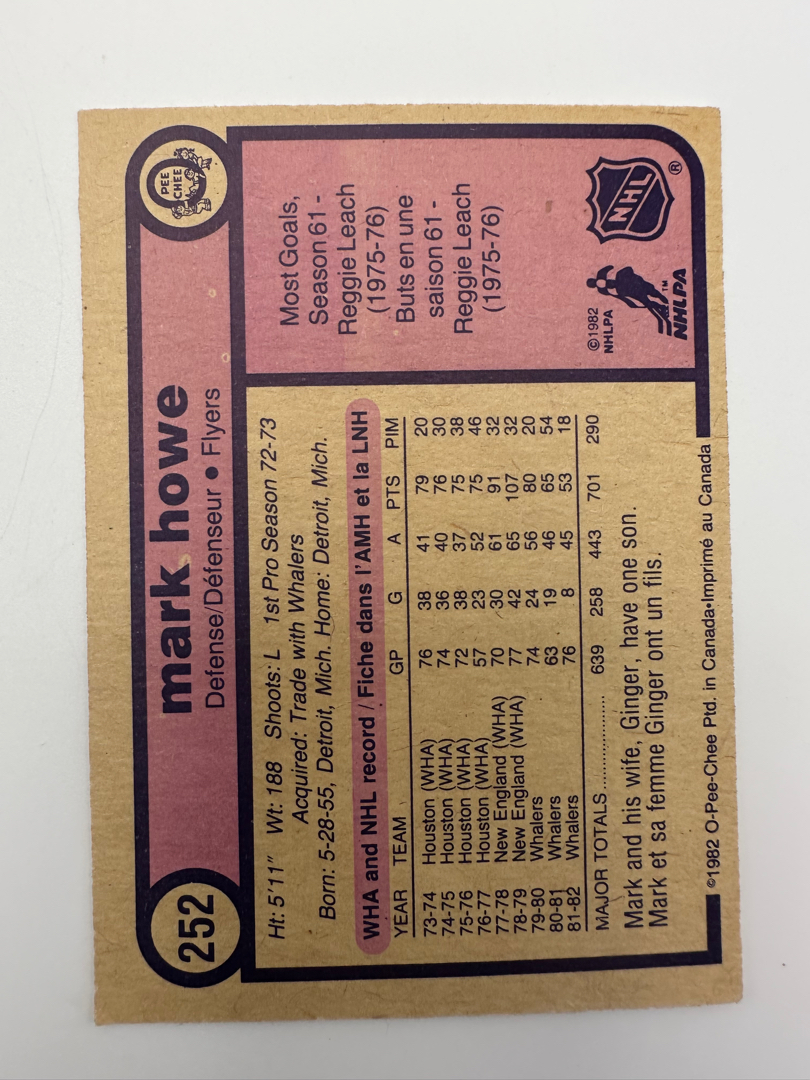 252
mark howe
Defense/Défenseur • Flyers
O
PEE
CHEE
Ht: 5'11" Wt: 188 Shoots: L 1st Pro Season 72-73
Acquired: Trade with Whalers
Born: 5-28-55, Detroit, Mich. Home: Detroit, Mich.
WHA and NHL record / Fiche dans l'AMH et la LNH
YEAR TEAM GP G A PTS PIM
73-74 Houston (WHA) 76 38 41 79 20
74-75 Houston (WHA) 74 36 40 76 30
75-76 Houston (WHA) 72 38 37 75 38
76-77 Houston (WHA) 57 23 52 75 46
77-78 New England (WHA) 70 30 61 91 32
78-79 New England (WHA) 77 42 65 107 32
79-80 Whalers 74 24 56 80 20
80-81 Whalers 63 19 46 65 54
81-82 Whalers 76 8 45 53 18
MAJOR TOTALS .............. 639 258 443 701 290
Mark and his wife, Ginger, have one son.
Mark et sa femme Ginger ont un fils.
©1982 O-Pee-Chee Ptd. in Canada•Imprimé au Canada
Most Goals,
Season 61 -
Reggie Leach
(1975-76)
Buts en une
saison 61 -
Reggie Leach
(1975-76)
©1982
NHLPA
NHLPA™
NHL®